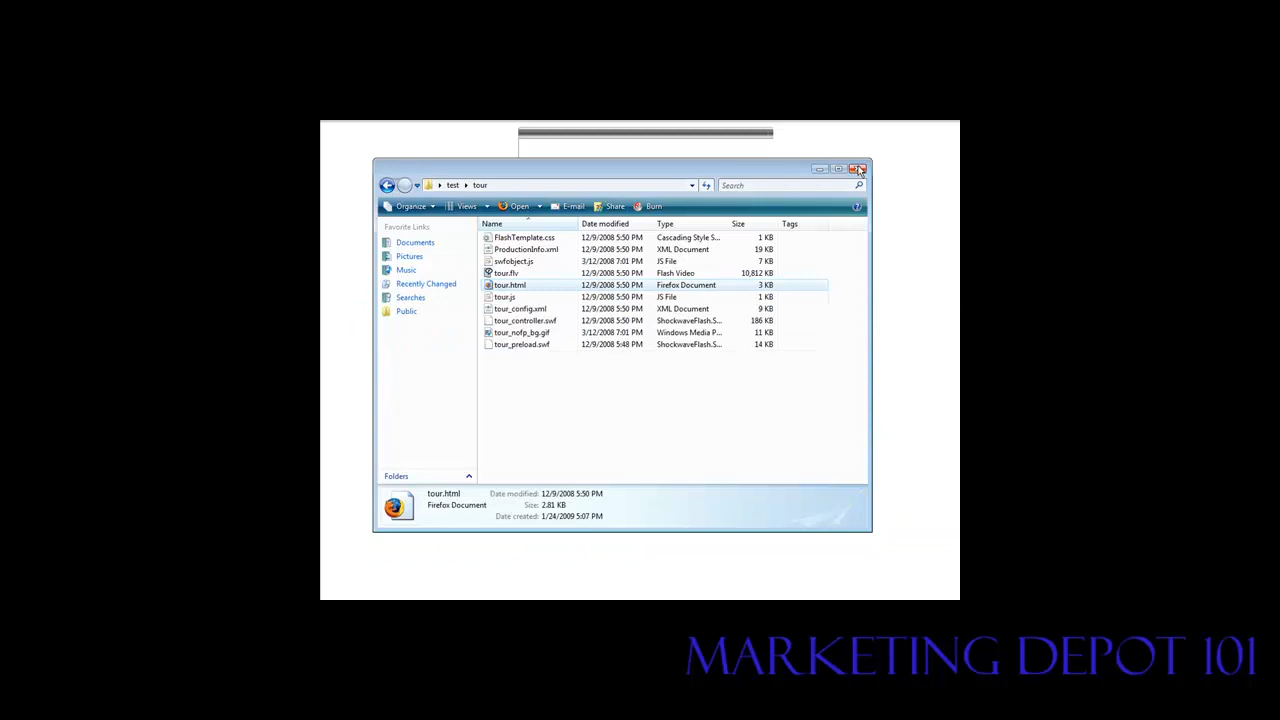 test tour
Search
Organize Views Open E-mail Share Burn
Favorite Links
Documents
Pictures
Music
Recently Changed
Searches
Public
Folders
Name Date modified Type Size Tags
FlashTemplate.css 12/9/2008 5:50 PM Cascading Style S... 1 KB
ProductionInfo.xml 12/9/2008 5:50 PM XML Document 19 KB
swfobject.js 3/12/2008 7:01 PM JS File 7 KB
tour.flv 12/9/2008 5:50 PM Flash Video 10,812 KB
tour.html 12/9/2008 5:50 PM Firefox Document 3 KB
tour.js 12/9/2008 5:50 PM JS File 1 KB
tour_config.xml 12/9/2008 5:50 PM XML Document 9 KB
tour_controller.swf 12/9/2008 5:50 PM ShockwaveFlash.S... 186 KB
tour_nofp_bg.gif 3/12/2008 7:01 PM Windows Media P... 11 KB
tour_preload.swf 12/9/2008 5:48 PM ShockwaveFlash.S... 14 KB
tour.html Date modified: 12/9/2008 5:50 PM
Firefox Document Size: 2.81 KB
Date created: 1/24/2009 5:07 PM
MARKETING DEPOT 101